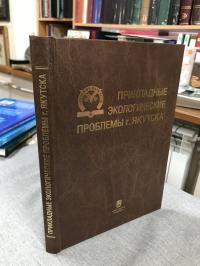 ПРИКЛАДНЫЕ
ЭКОЛОГИЧЕСКИЕ
ПРОБЛЕМЫ г. ЯКУТСКА
ПРИКЛАДНЫЕ ЭКОЛОГИЧЕСКИЕ ПРОБЛЕМЫ г. ЯКУТСКА